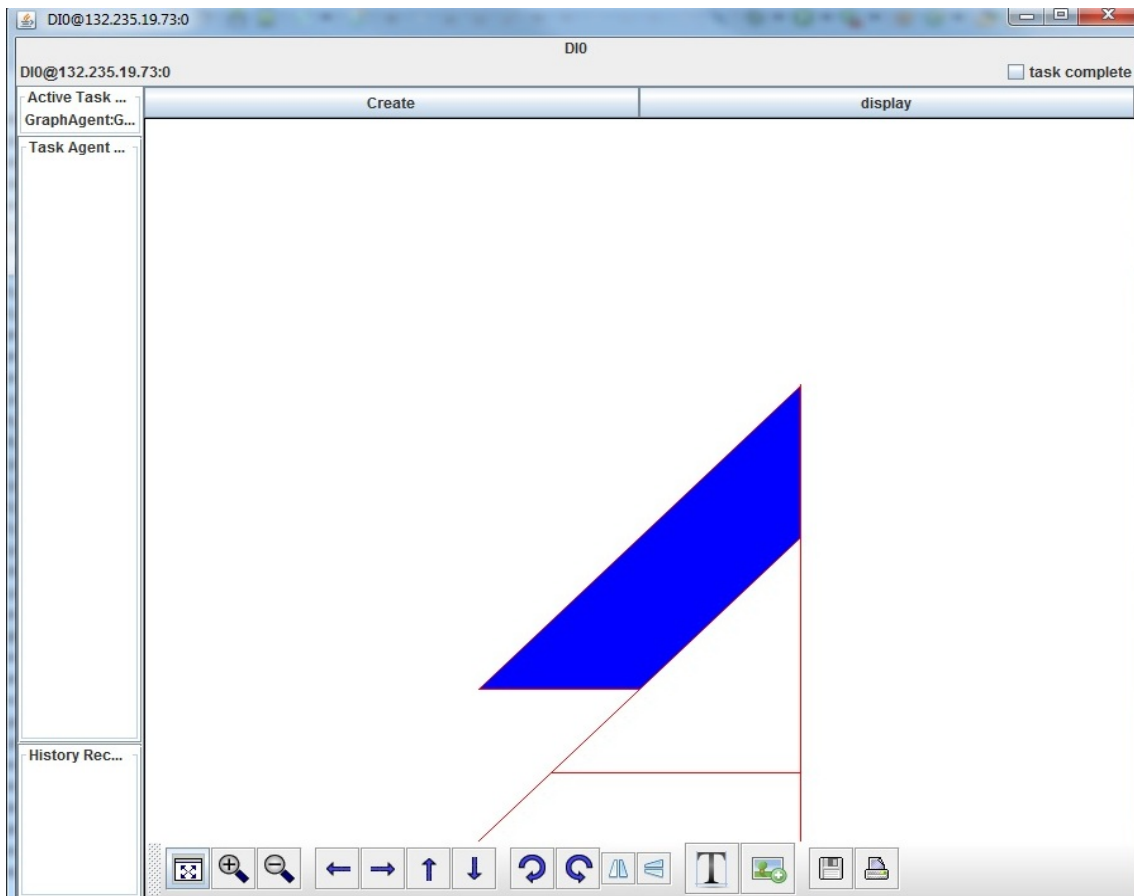 DI0@132.235.19.73:0
DI0
DI0@132.235.19.73:0
task complete
Active Task ...
GraphAgent:G...
Create
display
Task Agent ...
History Rec...
T